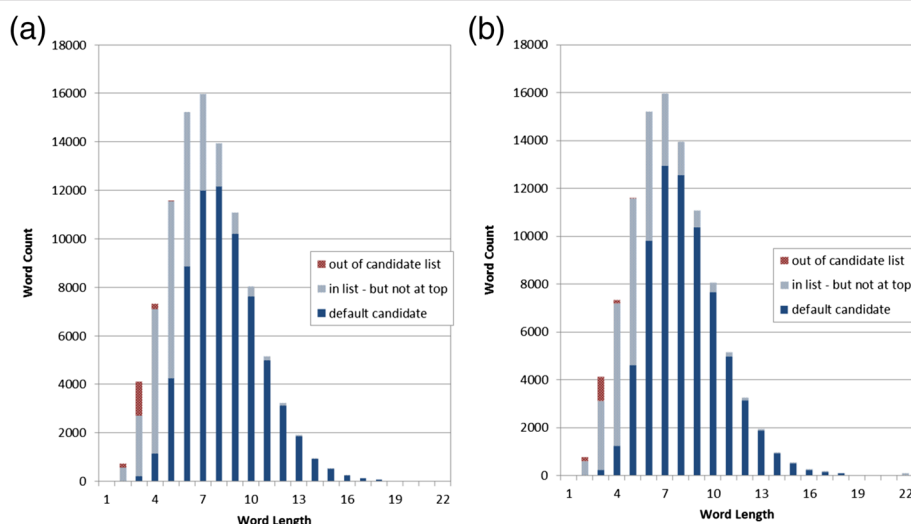 (a)
18000
16000
14000
12000
10000
8000
6000
4000
2000
0
Word Count
1 4 7 10 13 16 19 22
Word Length
out of candidate list
in list - but not at top
default candidate
(b)
18000
16000
14000
12000
10000
8000
6000
4000
2000
0
Word Count
1 4 7 10 13 16 19 22
Word Length
out of candidate list
in list - but not at top
default candidate